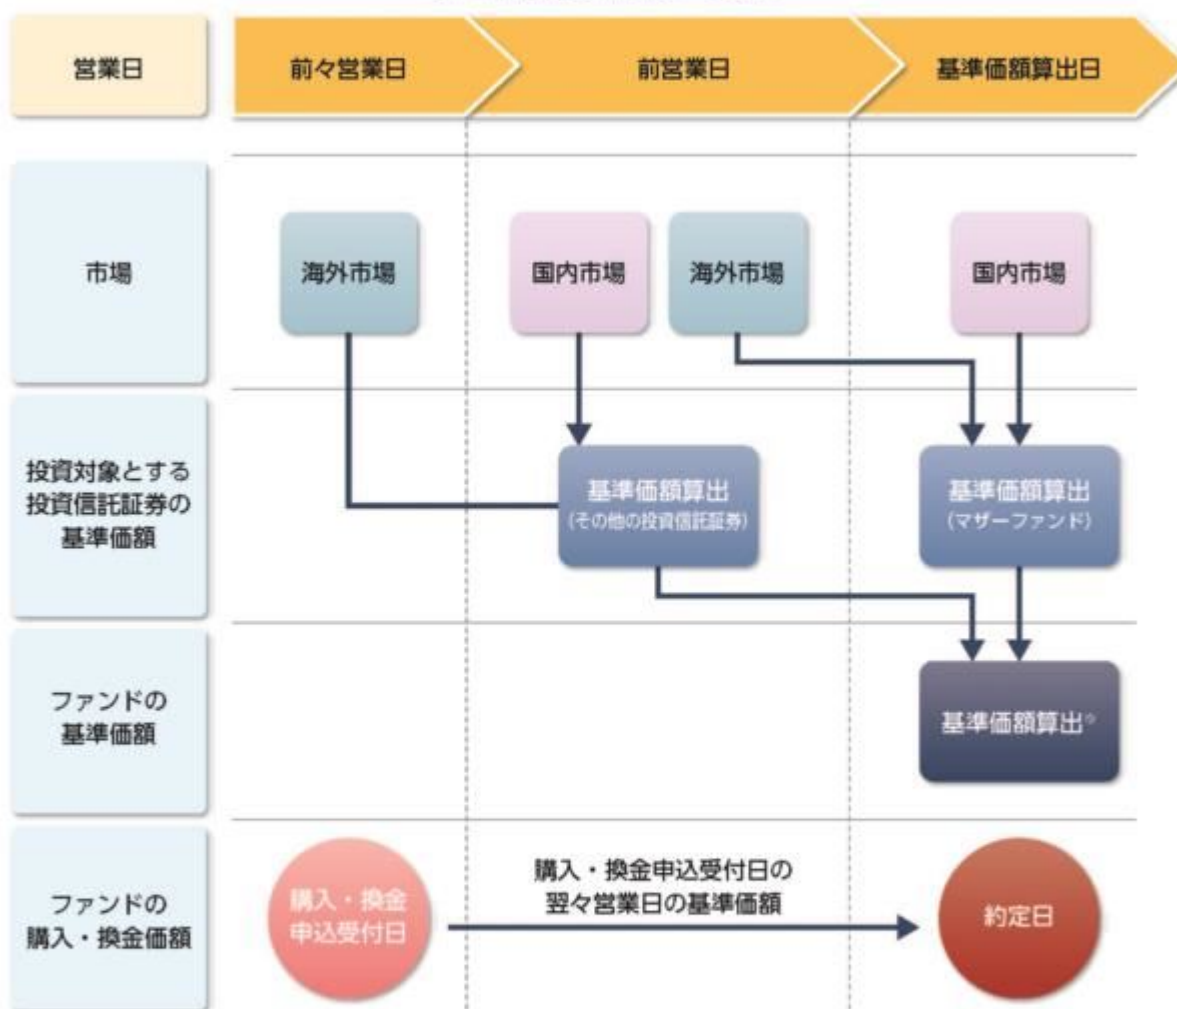 営業日
前々営業日
前営業日
基準価額算出日
市場
海外市場
国内市場
海外市場
国内市場
投資対象とする
投資信託証券の
基準価額
基準価額算出
(その他の投資信託証券)
基準価額算出
(マザーファンド)
ファンドの
基準価額
基準価額算出※
ファンドの
購入・換金価額
購入・換金
申込受付日
購入・換金申込受付日の
翌々営業日の基準価額
約定日